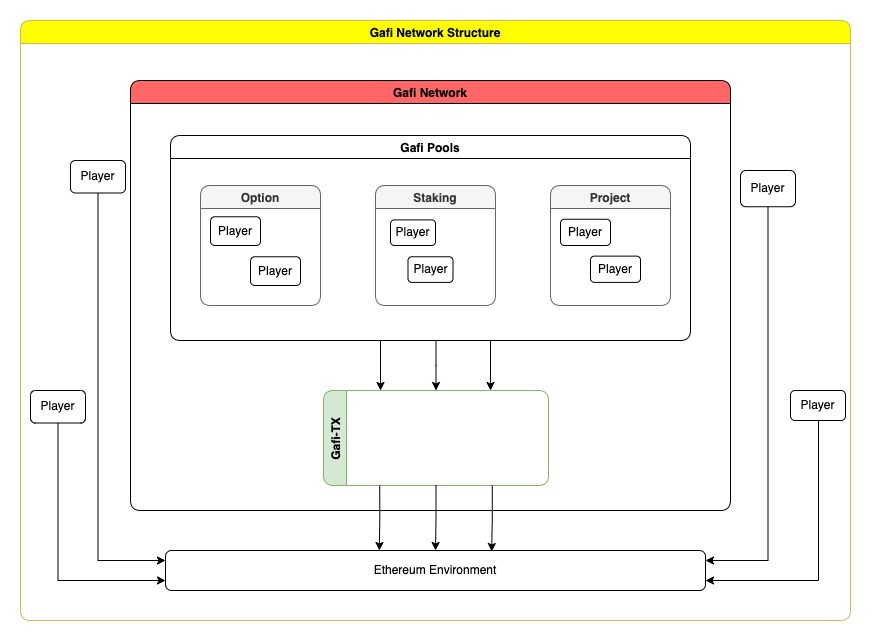 Gafi Network Structure
Gafi Network
Gafi Pools
Player
Player
Option
Staking
Project
Player
Player
Player
Player
Player
Player
Player
Player
Gafi-TX
Ethereum Environment